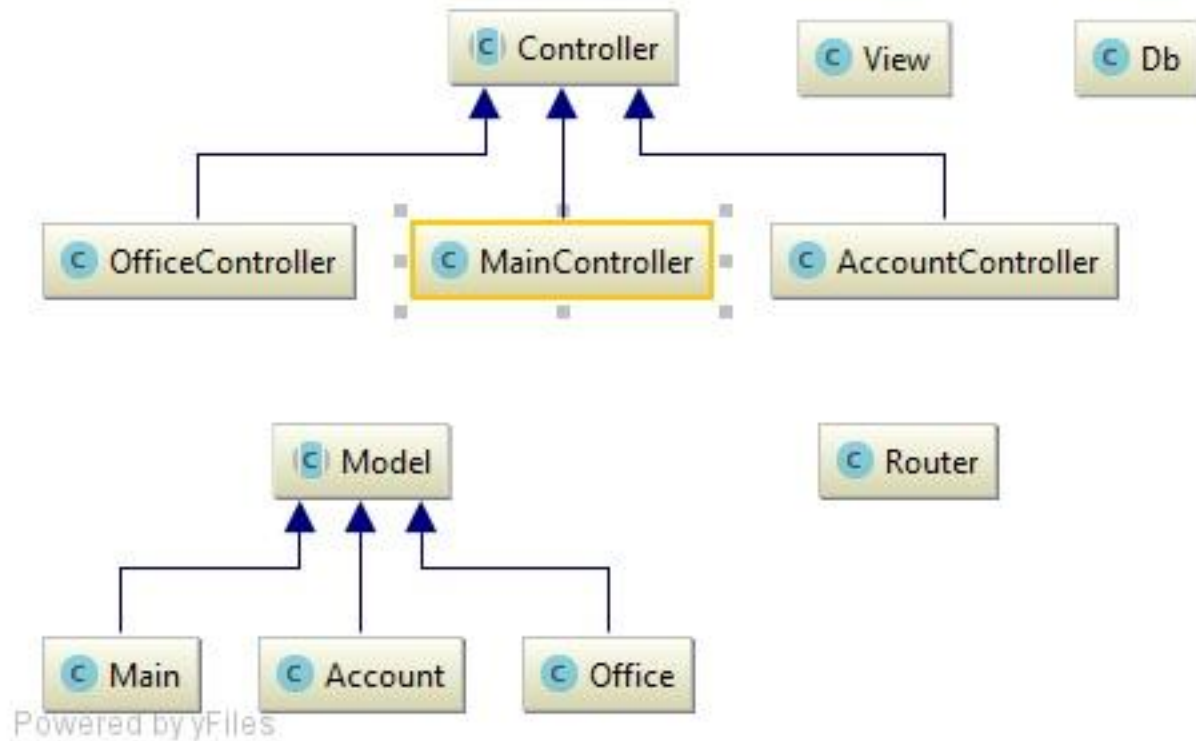 Controller
View
Db
OfficeController
MainController
AccountController
Model
Router
Main
Account
Office
Powered by yFiles